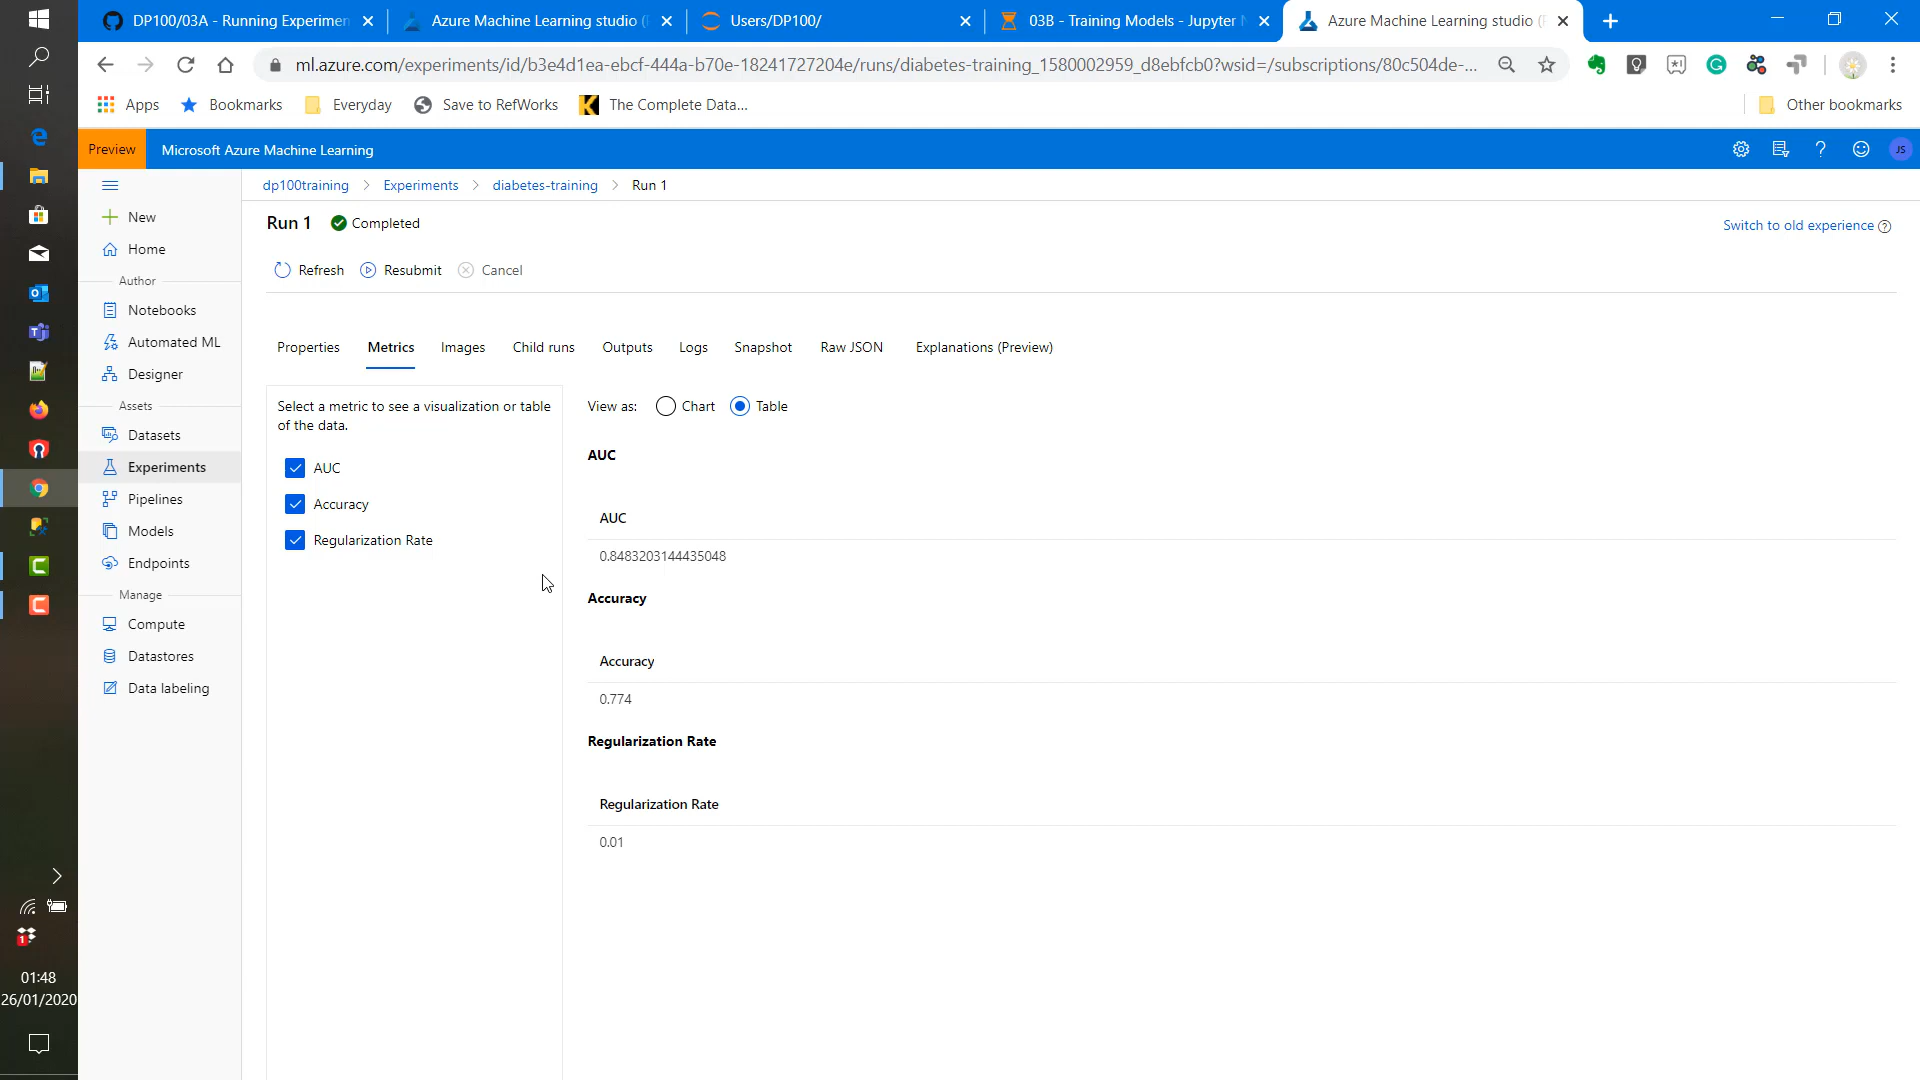 DP100/03A - Running Experimen
Azure Machine Learning studio (
Users/DP100/
03B - Training Models - Jupyter
Azure Machine Learning studio (
ml.azure.com/experiments/id/b3e4d1ea-ebcf-444a-b70e-18241727204e/runs/diabetes-training_1580002959_d8ebfcb0?wsid=/subscriptions/80c504de-...
Apps
Bookmarks
Everyday
Save to RefWorks
The Complete Data...
Other bookmarks
Preview
Microsoft Azure Machine Learning
JS
dp100training > Experiments > diabetes-training > Run 1
New
Home
Author
Notebooks
Automated ML
Designer
Assets
Datasets
Experiments
Pipelines
Models
Endpoints
Manage
Compute
Datastores
Data labeling
Run 1
Completed
Switch to old experience
Refresh
Resubmit
Cancel
Properties
Metrics
Images
Child runs
Outputs
Logs
Snapshot
Raw JSON
Explanations (Preview)
Select a metric to see a visualization or table
of the data.
AUC
Accuracy
Regularization Rate
View as:
Chart
Table
AUC
AUC
0.8483203144435048
Accuracy
Accuracy
0.774
Regularization Rate
Regularization Rate
0.01
1
01:48
26/01/2020